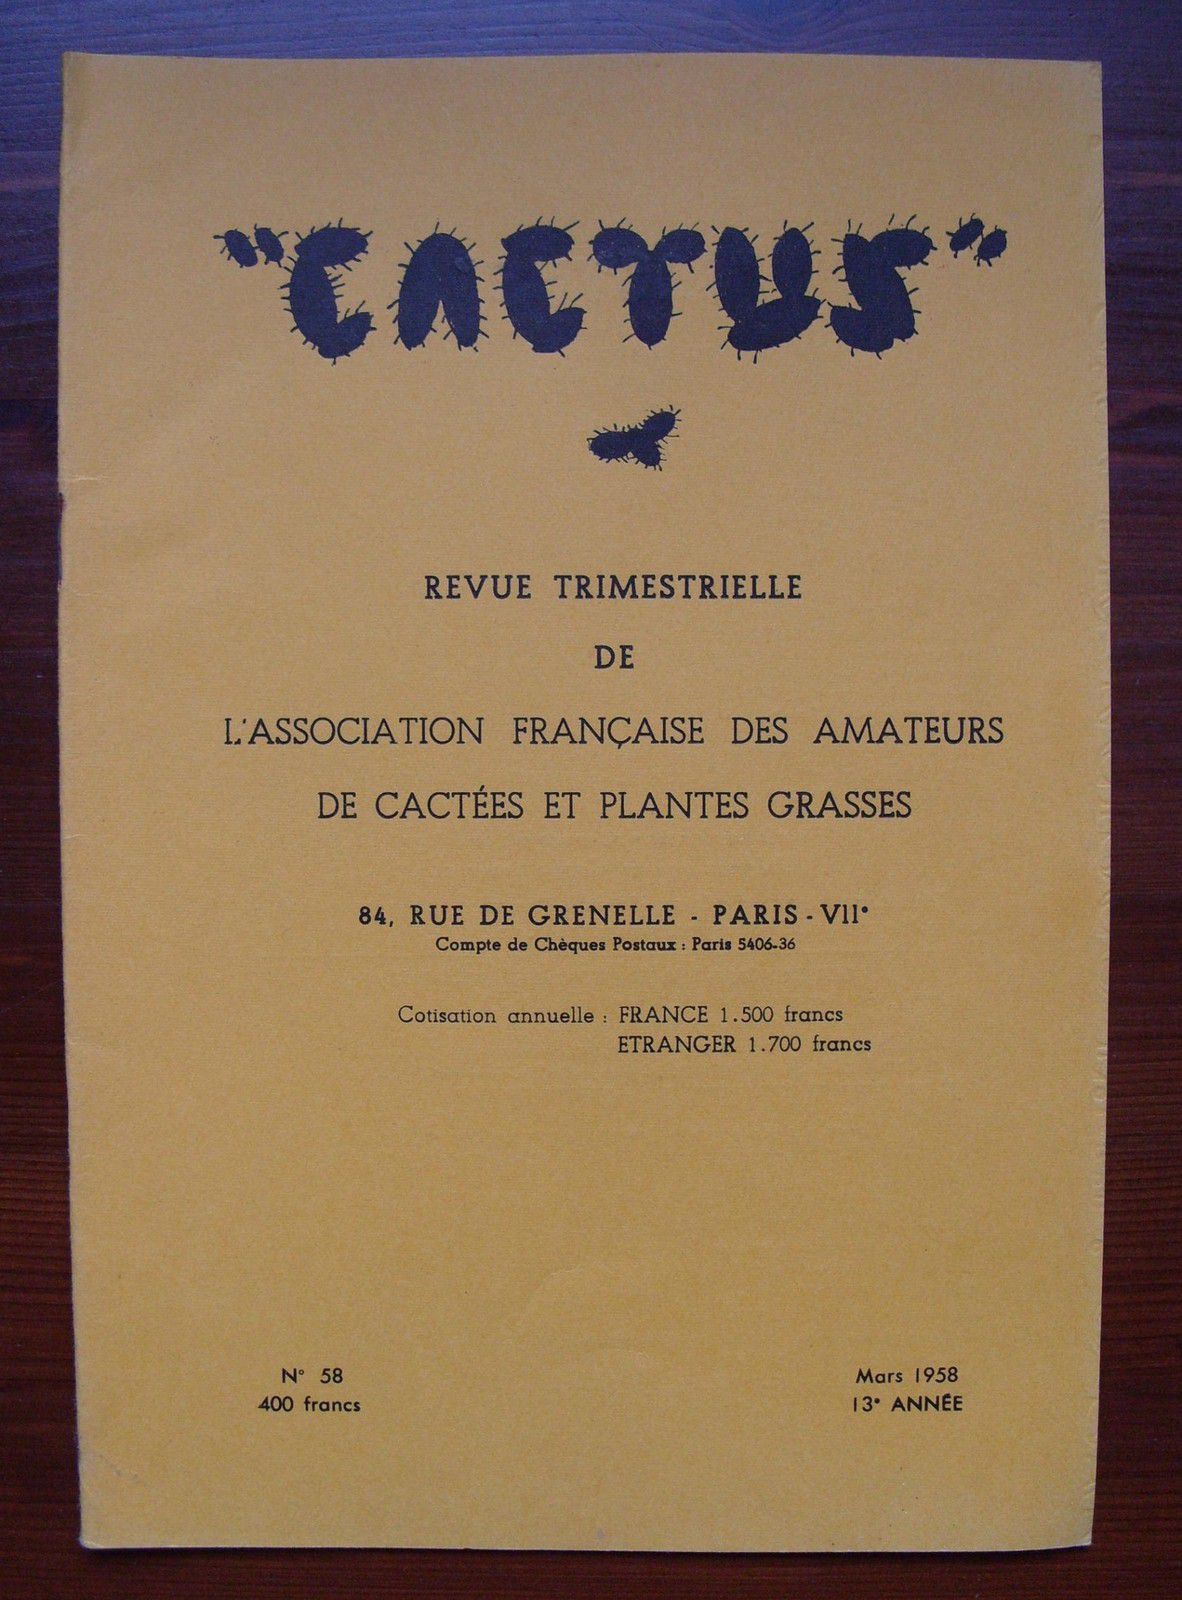 "CACTUS"
REVUE TRIMESTRIELLE
DE
L'ASSOCIATION FRANÇAISE DES AMATEURS
DE CACTÉES ET PLANTES GRASSES
84, RUE DE GRENELLE - PARIS - VIIe
Compte de Chèques Postaux : Paris 5406-36
Cotisation annuelle : FRANCE 1.500 francs
ETRANGER 1.700 francs
N° 58
400 francs
Mars 1958
13e ANNÉE